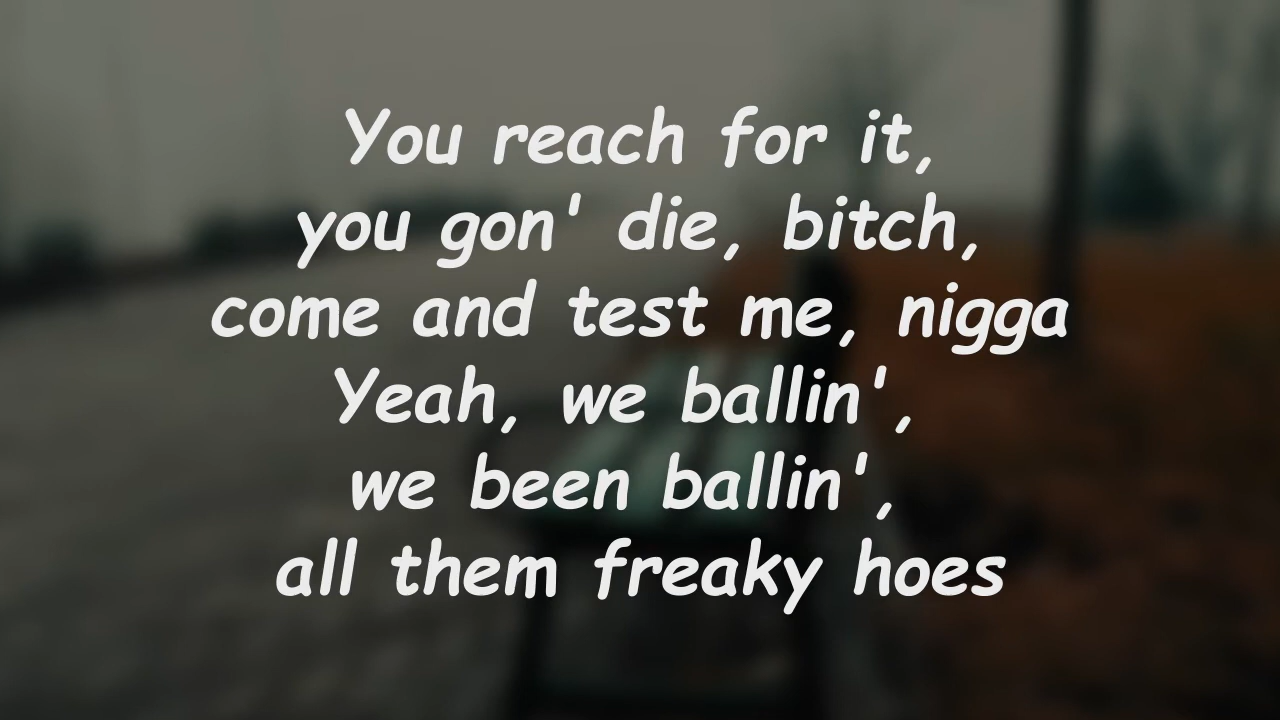 You reach for it,
you gon' die, bitch,
come and test me, nigga
Yeah, we ballin',
we been ballin',
all them freaky hoes